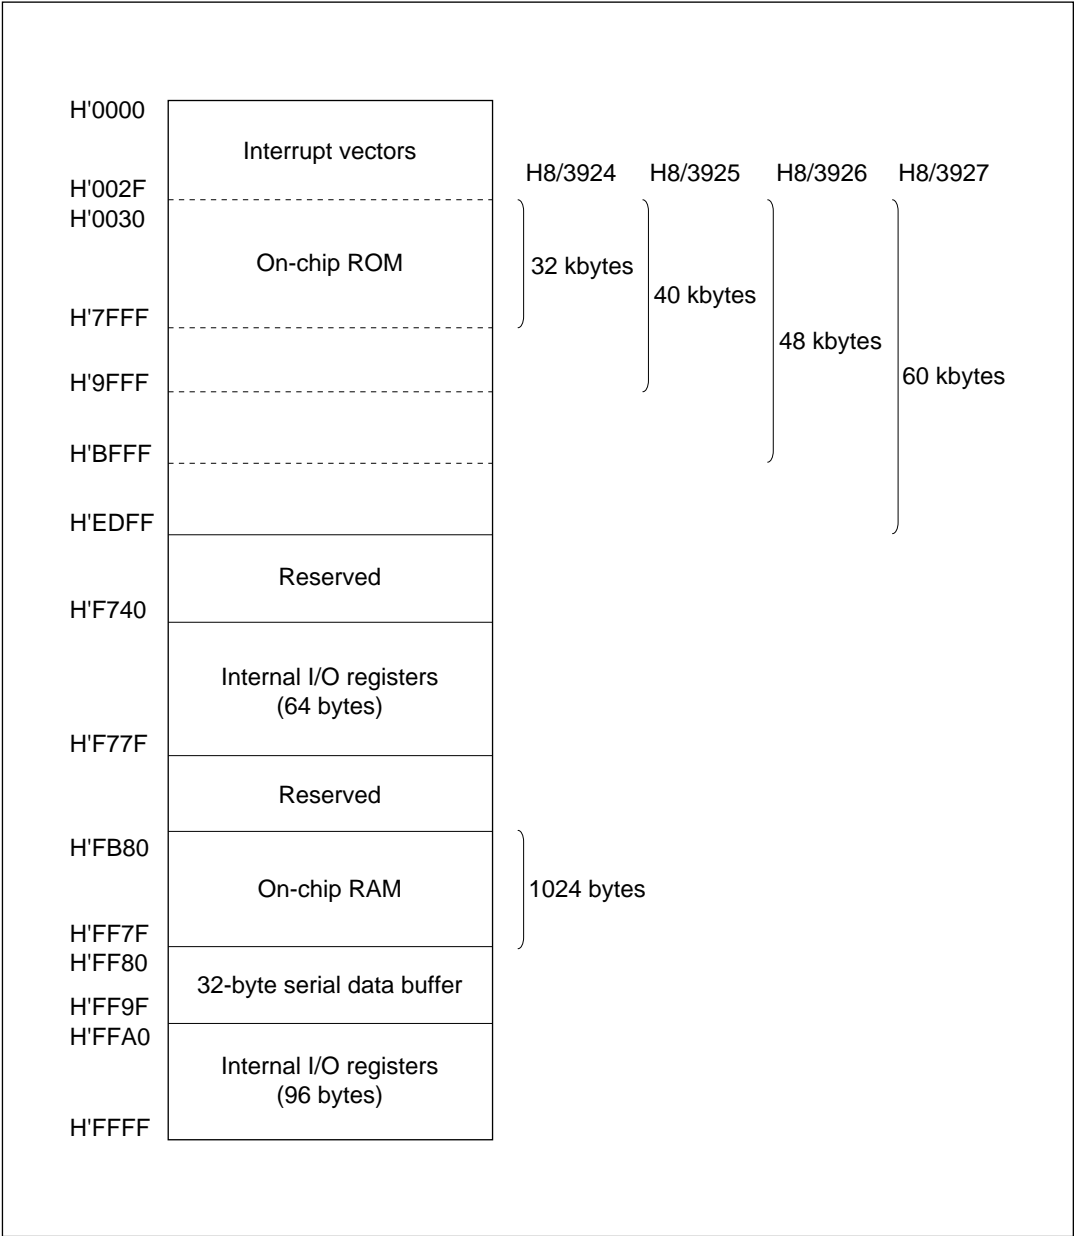 H'0000
Interrupt vectors
H8/3924 H8/3925 H8/3926 H8/3927
H'002F
H'0030
On-chip ROM
32 kbytes
40 kbytes
H'7FFF
48 kbytes
H'9FFF
60 kbytes
H'BFFF
H'EDFF
Reserved
H'F740
Internal I/O registers
(64 bytes)
H'F77F
Reserved
H'FB80
On-chip RAM
1024 bytes
H'FF7F
H'FF80
32-byte serial data buffer
H'FF9F
H'FFA0
Internal I/O registers
(96 bytes)
H'FFFF